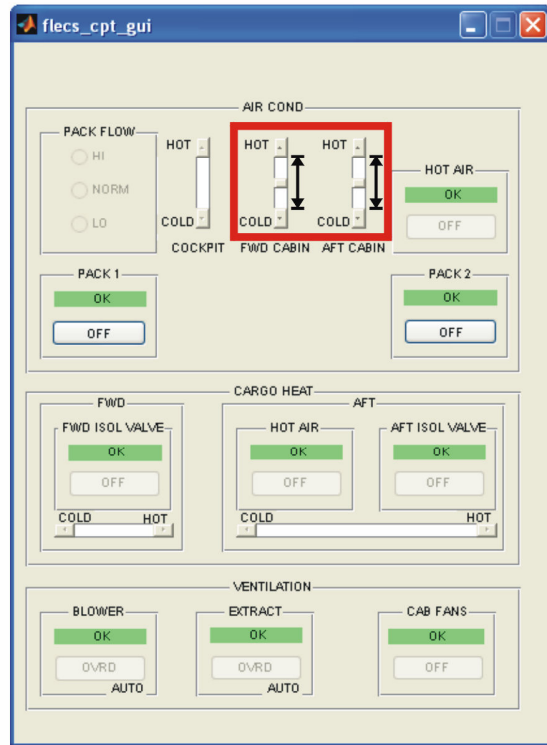 flecs_cpt_gui
AIR COND
PACK FLOW
HI
NORM
LO
HOT
COLD
COCKPIT
HOT
COLD
FWD CABIN
HOT
COLD
AFT CABIN
HOT AIR
OK
OFF
PACK 1
OK
OFF
PACK 2
OK
OFF
CARGO HEAT
FWD
FWD ISOL VALVE
OK
OFF
COLD HOT
AFT
HOT AIR
OK
OFF
AFT ISOL VALVE
OK
OFF
COLD HOT
VENTILATION
BLOWER
OK
OVRD
AUTO
EXTRACT
OK
OVRD
AUTO
CAB FANS
OK
OFF